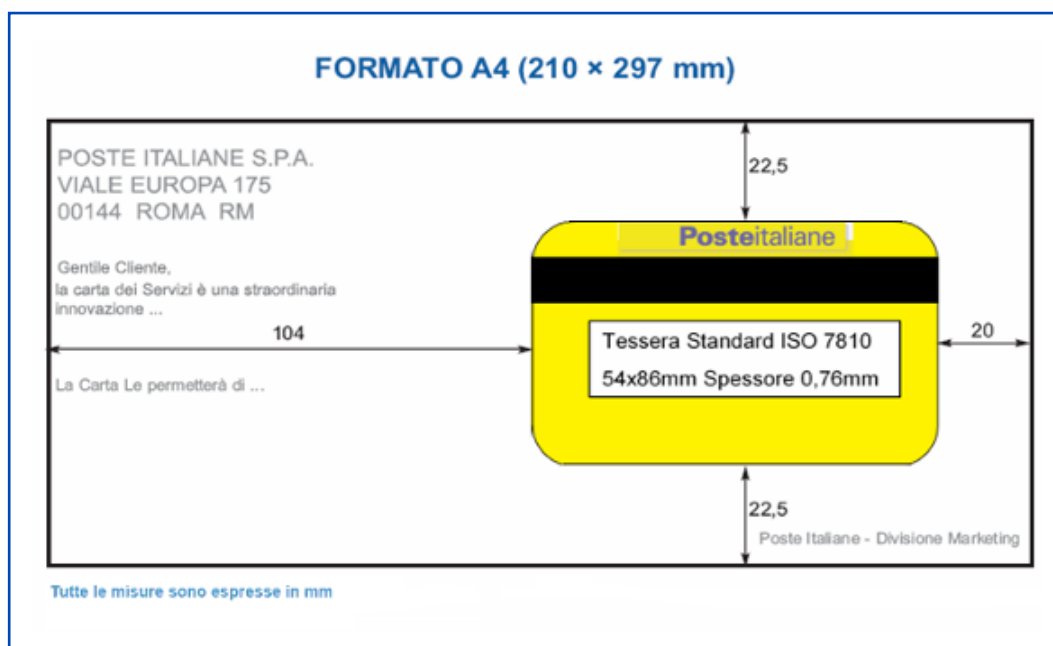 FORMATO A4 (210 × 297 mm)
POSTE ITALIANE S.P.A.
VIALE EUROPA 175
00144 ROMA RM
22,5
Posteitaliane
Gentile Cliente,
la carta dei Servizi è una straordinaria
innovazione ...
104
Tessera Standard ISO 7810
54x86mm Spessore 0,76mm
20
La Carta Le permetterà di ...
22,5
Poste Italiane - Divisione Marketing
Tutte le misure sono espresse in mm